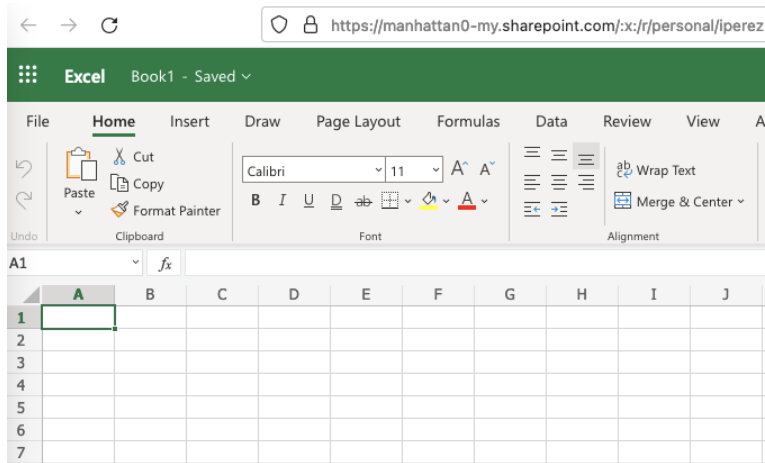 https://manhattan0-my.sharepoint.com/:x:/r/personal/iperez
Excel Book1 - Saved
File Home Insert Draw Page Layout Formulas Data Review View A
Paste
Cut
Copy
Format Painter
Calibri 11 A A
B I U D ab A
ab Wrap Text
Merge & Center
Undo Clipboard Font Alignment
A1 fx
A B C D E F G H I J
1
2
3
4
5
6
7